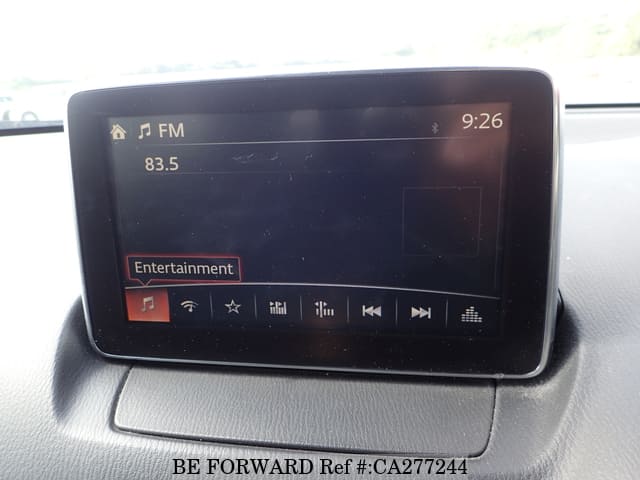 FM 9:26
83.5
Entertainment
BE FORWARD Ref #:CA277244